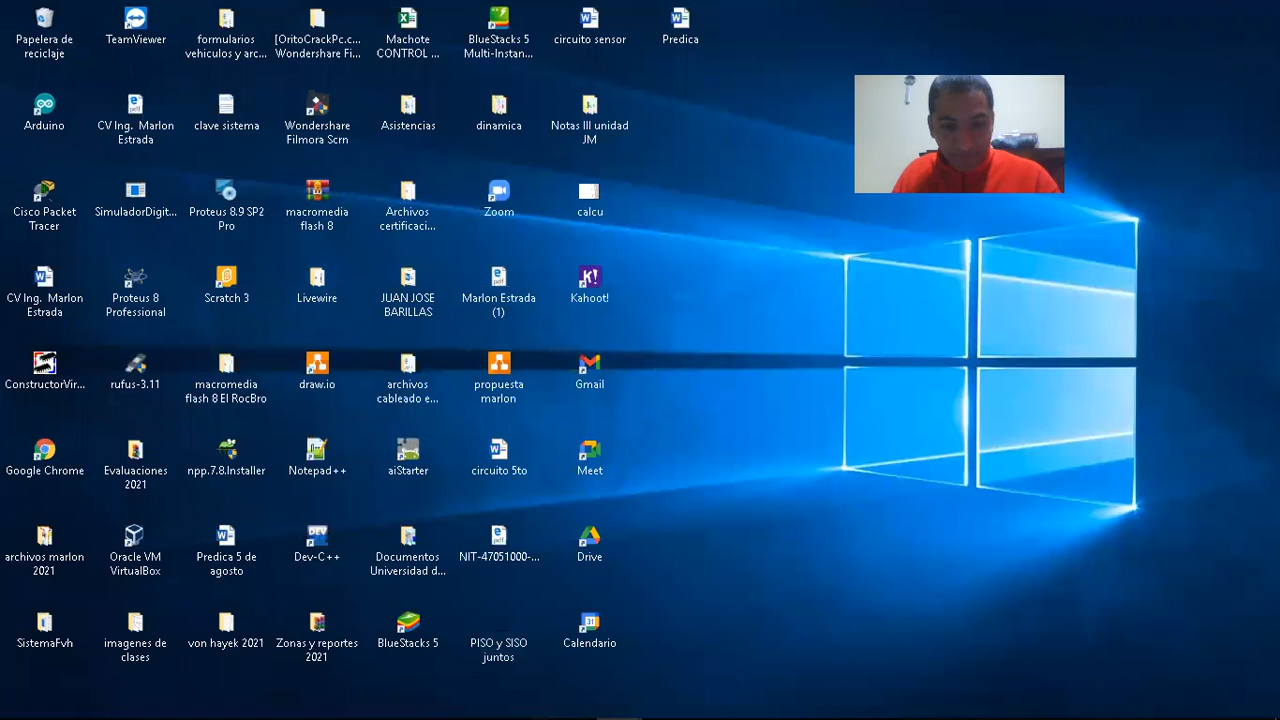 Papelera de
reciclaje
TeamViewer
formularios
vehiculos y arc...
[OritoCrackPc.c...
Wondershare Fi...
Machote
CONTROL ...
BlueStacks 5
Multi-Instan...
circuito sensor
Predica
Arduino
CV Ing. Marlon
Estrada
clave sistema
Wondershare
Filmora Scrn
Asistencias
dinamica
Notas III unidad
JM
Cisco Packet
Tracer
SimuladorDigit...
Proteus 8.9 SP2
Pro
macromedia
flash 8
Archivos
certificaci...
Zoom
calcu
CV Ing. Marlon
Estrada
Proteus 8
Professional
Scratch 3
Livewire
JUAN JOSE
BARILLAS
Marlon Estrada
(1)
Kahoot!
ConstructorVir...
rufus-3.11
macromedia
flash 8 El RocBro
draw.io
archivos
cableado e...
propuesta
marlon
Gmail
Google Chrome
Evaluaciones
2021
npp.7.8.Installer
Notepad++
aiStarter
circuito 5to
Meet
archivos marlon
2021
Oracle VM
VirtualBox
Predica 5 de
agosto
Dev-C++
Documentos
Universidad d...
NIT-47051000-...
Drive
SistemaFvh
imagenes de
clases
von hayek 2021
Zonas y reportes
2021
BlueStacks 5
PISO y SISO
juntos
Calendario